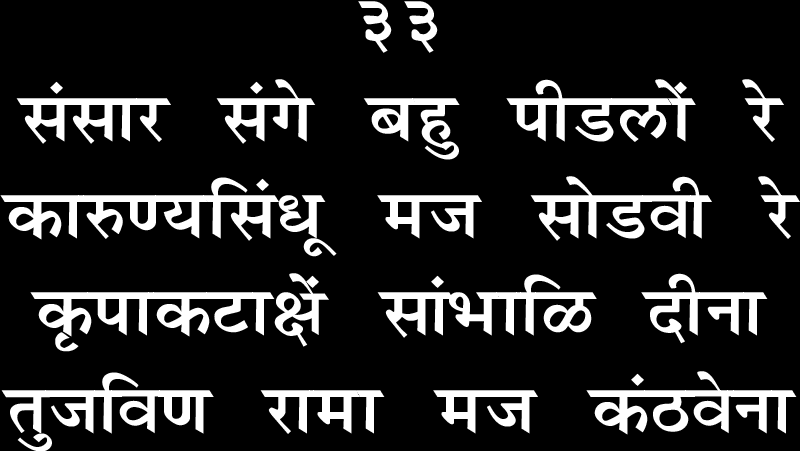 ३३
संसार संगे बहु पीडलों रे
कारुण्यसिंधू मज सोडवी रे
कृपाकटाक्षें सांभाळि दीना
तुजविण रामा मज कंठवेना